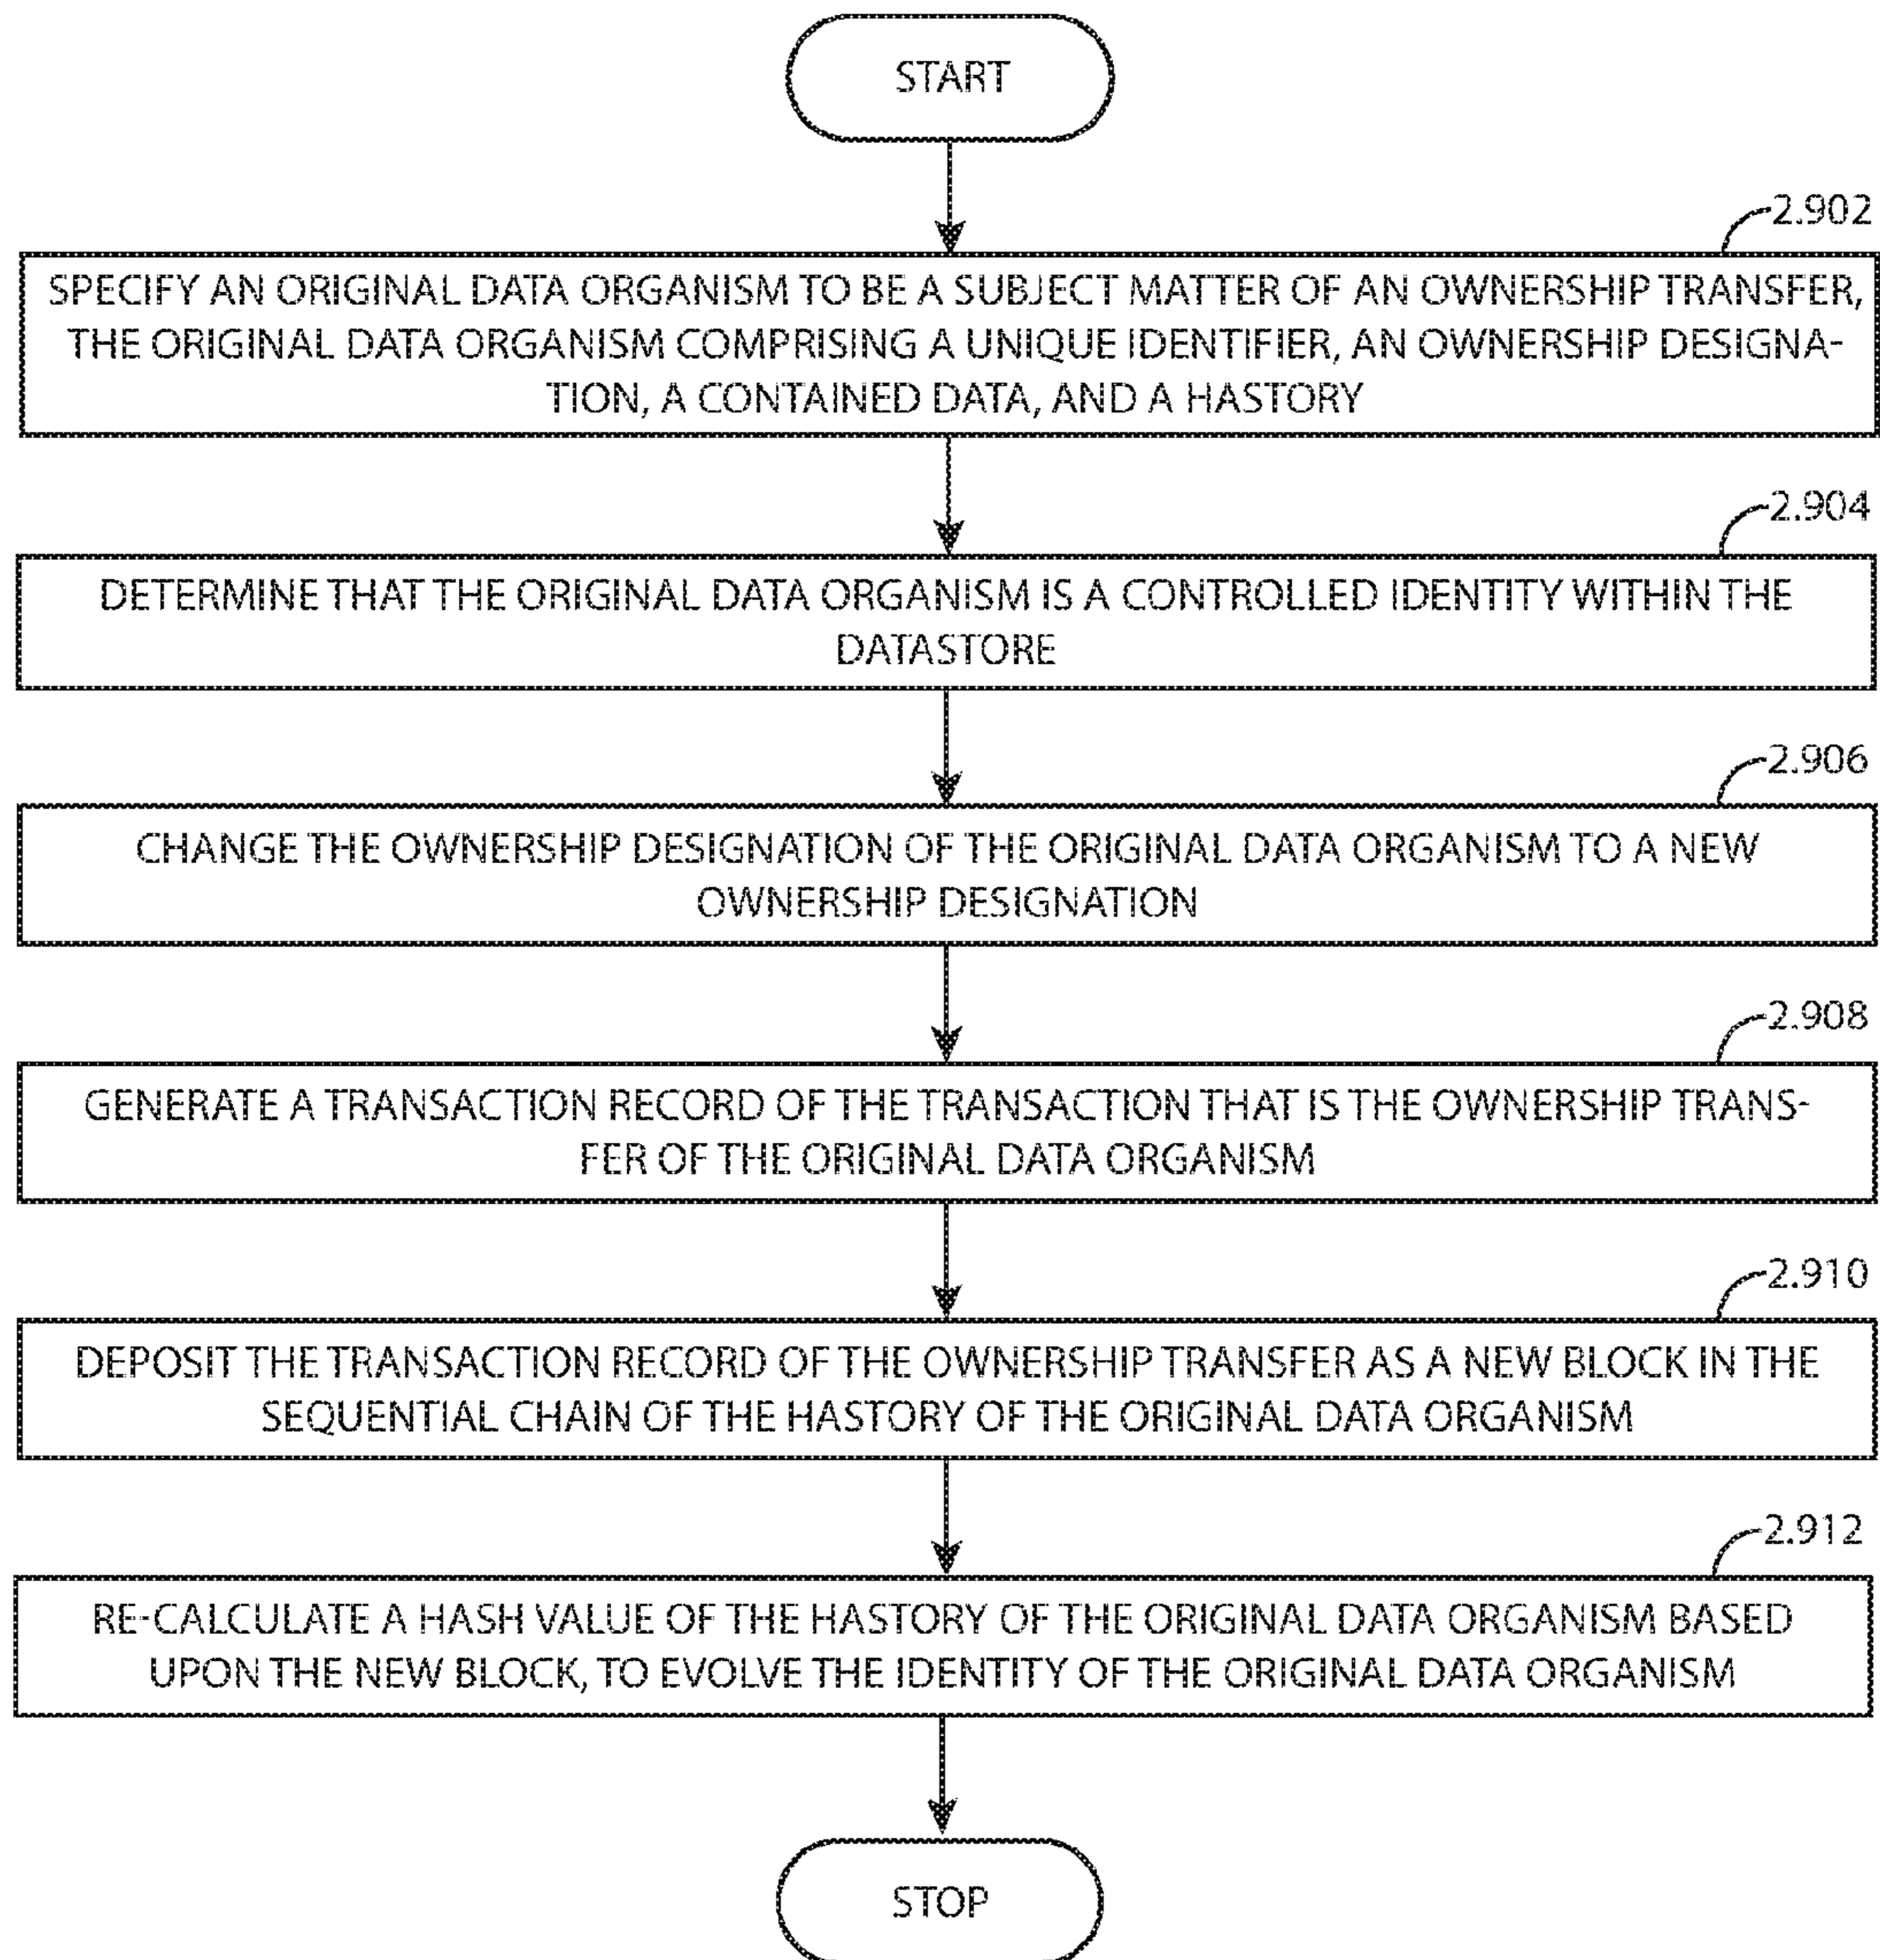 START
2.902
SPECIFY AN ORIGINAL DATA ORGANISM TO BE A SUBJECT MATTER OF AN OWNERSHIP TRANSFER,
THE ORIGINAL DATA ORGANISM COMPRISING A UNIQUE IDENTIFIER, AN OWNERSHIP DESIGNA-
TION, A CONTAINED DATA, AND A HASTORY
2.904
DETERMINE THAT THE ORIGINAL DATA ORGANISM IS A CONTROLLED IDENTITY WITHIN THE
DATASTORE
2.906
CHANGE THE OWNERSHIP DESIGNATION OF THE ORIGINAL DATA ORGANISM TO A NEW
OWNERSHIP DESIGNATION
2.908
GENERATE A TRANSACTION RECORD OF THE TRANSACTION THAT IS THE OWNERSHIP TRANS-
FER OF THE ORIGINAL DATA ORGANISM
2.910
DEPOSIT THE TRANSACTION RECORD OF THE OWNERSHIP TRANSFER AS A NEW BLOCK IN THE
SEQUENTIAL CHAIN OF THE HASTORY OF THE ORIGINAL DATA ORGANISM
2.912
RE-CALCULATE A HASH VALUE OF THE HASTORY OF THE ORIGINAL DATA ORGANISM BASED
UPON THE NEW BLOCK, TO EVOLVE THE IDENTITY OF THE ORIGINAL DATA ORGANISM
STOP